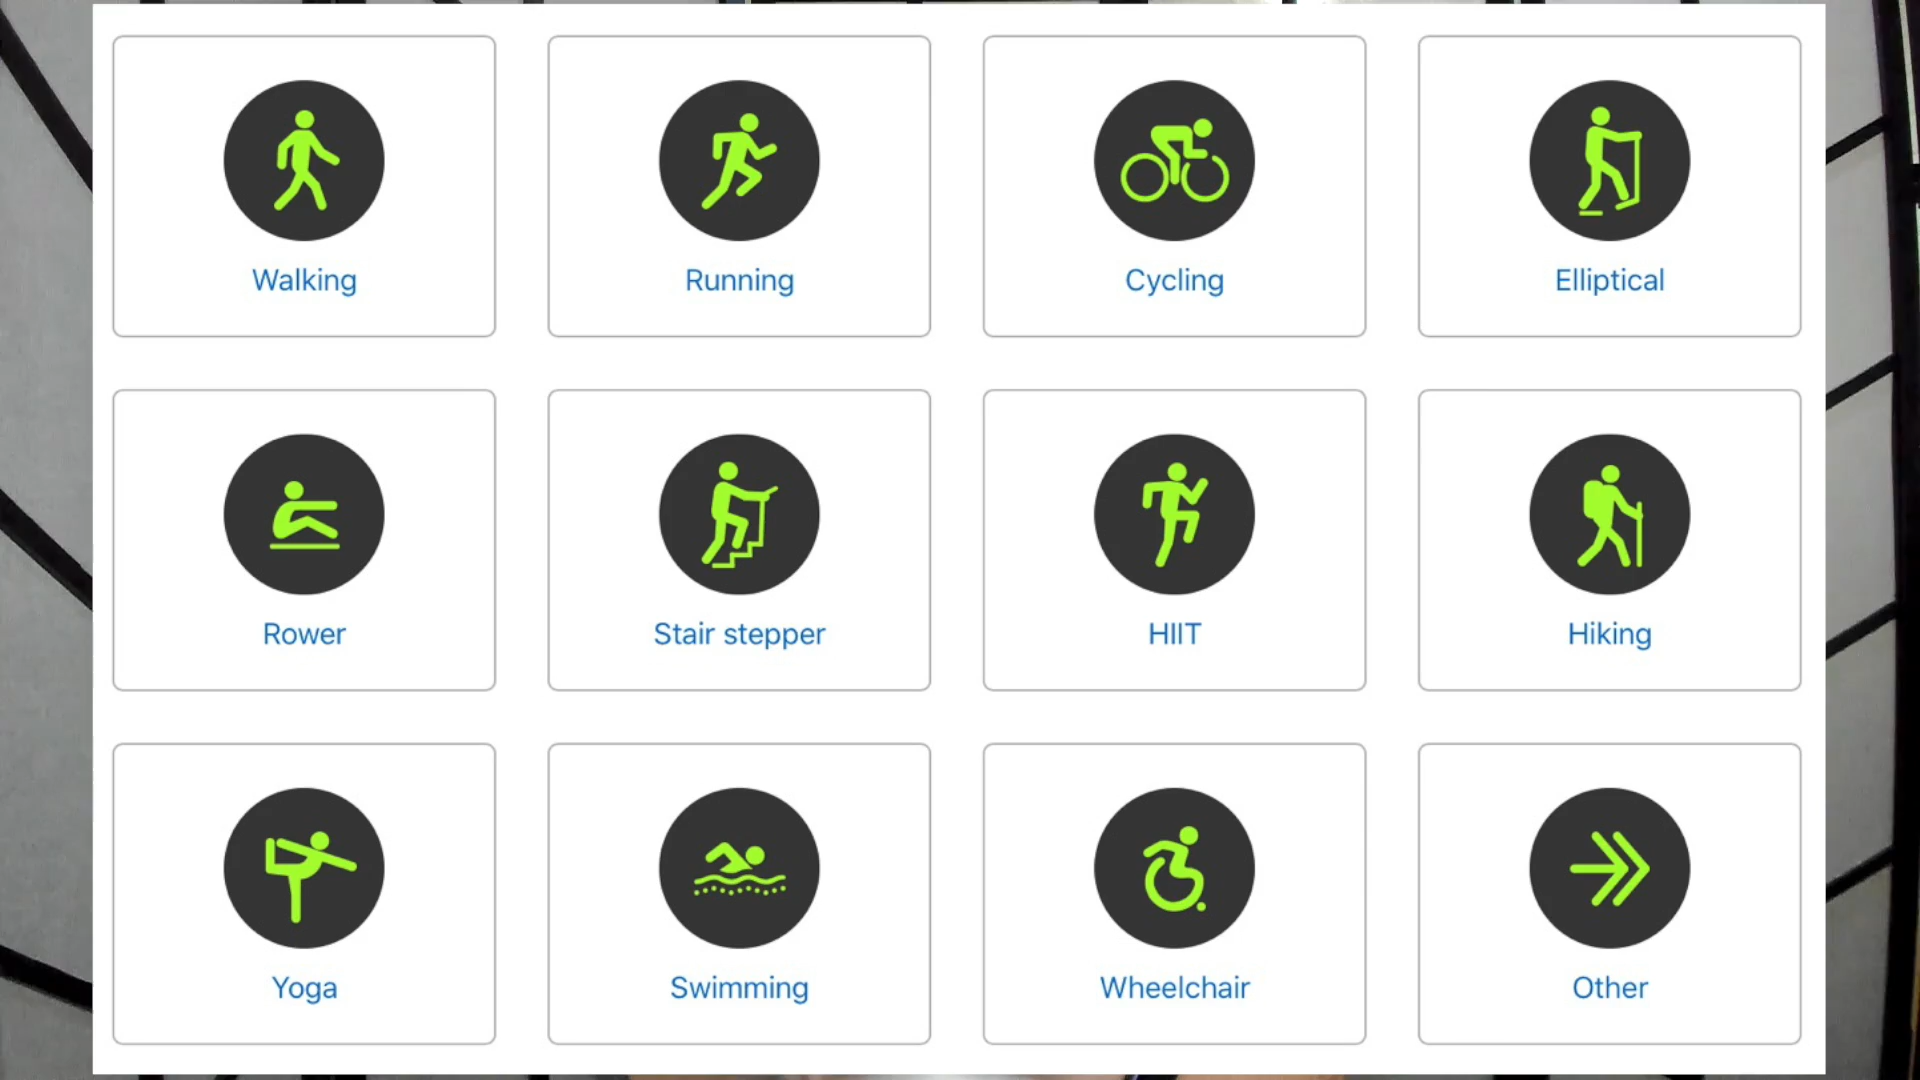 Walking
Running
Cycling
Elliptical
Rower
Stair stepper
HIIT
Hiking
Yoga
Swimming
Wheelchair
Other